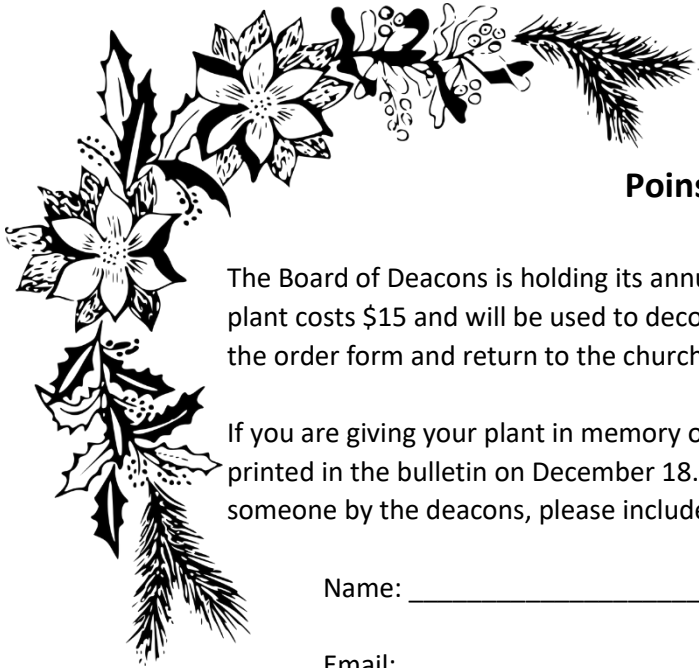 Poins
The Board of Deacons is holding its annu
plant costs $15 and will be used to deco
the order form and return to the church
If you are giving your plant in memory o
printed in the bulletin on December 18.
someone by the deacons, please include
Name: ______________________
Email: